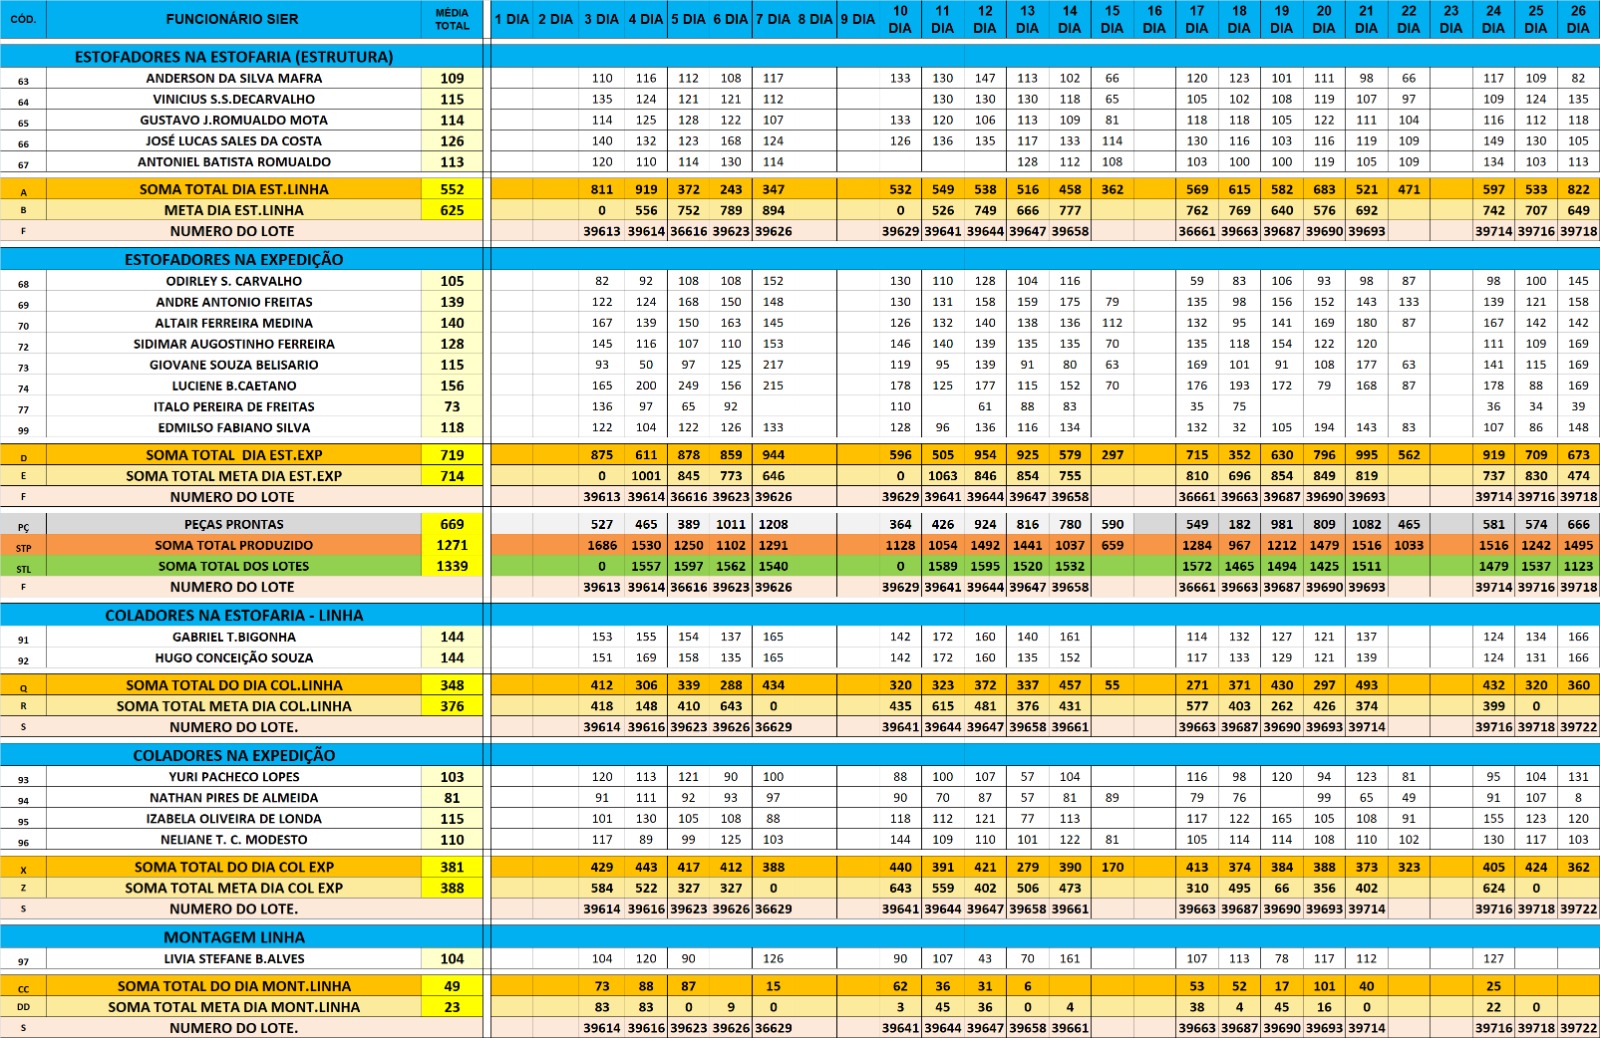 CÓD. FUNCIONÁRIO SIER MÉDIA TOTAL 1 DIA 2 DIA 3 DIA 4 DIA 5 DIA 6 DIA 7 DIA 8 DIA 9 DIA 10 DIA 11 DIA 12 DIA 13 DIA 14 DIA 15 DIA 16 DIA 17 DIA 18 DIA 19 DIA 20 DIA 21 DIA 22 DIA 23 DIA 24 DIA 25 DIA 26 DIA
ESTOFADORES NA ESTOFARIA (ESTRUTURA)
63 ANDERSON DA SILVA MAFRA 109 110 116 112 108 117 133 130 147 113 102 66 120 123 101 111 98 66 117 109 82
64 VINICIUS S.S.DECARVALHO 115 135 124 121 121 112 130 130 130 118 65 105 102 108 119 107 97 109 124 135
65 GUSTAVO J.ROMUALDO MOTA 114 114 125 128 122 107 133 120 106 113 109 81 118 118 105 122 111 104 116 112 118
66 JOSÉ LUCAS SALES DA COSTA 126 140 132 123 168 124 126 136 135 117 133 114 130 116 103 116 119 109 149 130 105
67 ANTONIEL BATISTA ROMUALDO 113 120 110 114 130 114 128 112 108 103 100 100 119 105 109 134 103 113
A SOMA TOTAL DIA EST.LINHA 552 811 919 372 243 347 532 549 538 516 458 362 569 615 582 683 521 471 597 533 822
B META DIA EST.LINHA 625 0 556 752 789 894 0 526 749 666 777 762 769 640 576 692 742 707 649
F NUMERO DO LOTE 39613 39614 36616 39623 39626 39629 39641 39644 39647 39658 36661 39663 39687 39690 39693 39714 39716 39718
ESTOFADORES NA EXPEDIÇÃO
68 ODIRLEY S. CARVALHO 105 82 92 108 108 152 130 110 128 104 116 59 83 106 93 98 87 98 100 145
69 ANDRE ANTONIO FREITAS 139 122 124 168 150 148 130 131 158 159 175 79 135 98 156 152 143 133 139 121 158
70 ALTAIR FERREIRA MEDINA 140 167 139 150 163 145 126 132 140 138 136 112 132 95 141 169 180 87 167 142 142
72 SIDIMAR AUGOSTINHO FERREIRA 128 145 116 107 110 153 146 140 139 135 135 70 135 118 154 122 120 111 109 169
73 GIOVANE SOUZA BELISARIO 115 93 50 97 125 217 119 95 139 91 80 63 169 101 91 108 177 63 141 115 169
74 LUCIENE B.CAETANO 156 165 200 249 156 215 178 125 177 115 152 70 176 193 172 79 168 87 178 88 169
77 ITALO PEREIRA DE FREITAS 73 136 97 65 92 110 61 88 83 35 75 36 34 39
99 EDMILSO FABIANO SILVA 118 122 104 122 126 133 128 96 136 116 134 132 32 105 194 143 83 107 86 148
D SOMA TOTAL DIA EST.EXP 719 875 611 878 859 944 596 505 954 925 579 297 715 352 630 796 995 562 919 709 673
E SOMA TOTAL META DIA EST.EXP 714 0 1001 845 773 646 0 1063 846 854 755 810 696 854 849 819 737 830 474
F NUMERO DO LOTE 39613 39614 36616 39623 39626 39629 39641 39644 39647 39658 36661 39663 39687 39690 39693 39714 39716 39718
PÇ PEÇAS PRONTAS 669 527 465 389 1011 1208 364 426 924 816 780 590 549 182 981 809 1082 465 581 574 666
STP SOMA TOTAL PRODUZIDO 1271 1686 1530 1250 1102 1291 1128 1054 1492 1441 1037 659 1284 967 1212 1479 1516 1033 1516 1242 1495
STL SOMA TOTAL DOS LOTES 1339 0 1557 1597 1562 1540 0 1589 1595 1520 1532 1572 1465 1494 1425 1511 1479 1537 1123
F NUMERO DO LOTE 39613 39614 36616 39623 39626 39629 39641 39644 39647 39658 36661 39663 39687 39690 39693 39714 39716 39718
COLADORES NA ESTOFARIA - LINHA
91 GABRIEL T.BIGONHA 144 153 155 154 137 165 142 172 160 140 161 114 132 127 121 137 124 134 166
92 HUGO CONCEIÇÃO SOUZA 144 151 169 158 135 165 142 172 160 135 152 117 133 129 121 139 124 131 166
Q SOMA TOTAL DO DIA COL.LINHA 348 412 306 339 288 434 320 323 372 337 457 55 271 371 430 297 493 432 320 360
R SOMA TOTAL META DIA COL.LINHA 376 418 148 410 643 0 435 615 481 376 431 577 403 262 426 374 399 0
S NUMERO DO LOTE. 39614 39616 39623 39626 36629 39641 39644 39647 39658 39661 39663 39687 39690 39693 39714 39716 39718 39722
COLADORES NA EXPEDIÇÃO
93 YURI PACHECO LOPES 103 120 113 121 90 100 88 100 107 57 104 116 98 120 94 123 81 95 104 131
94 NATHAN PIRES DE ALMEIDA 81 91 111 92 93 97 90 70 87 57 81 89 79 76 99 65 49 91 107 8
95 IZABELA OLIVEIRA DE LONDA 115 101 130 105 108 88 118 112 121 77 113 117 122 165 105 108 91 155 123 120
96 NELIANE T. C. MODESTO 110 117 89 99 125 103 144 109 110 101 122 81 105 114 114 108 110 102 130 117 103
X SOMA TOTAL DO DIA COL EXP 381 429 443 417 412 388 440 391 421 279 390 170 413 374 384 388 373 323 405 424 362
Z SOMA TOTAL META DIA COL EXP 388 584 522 327 327 0 643 559 402 506 473 310 495 66 356 402 624 0
S NUMERO DO LOTE. 39614 39616 39623 39626 36629 39641 39644 39647 39658 39661 39663 39687 39690 39693 39714 39716 39718 39722
MONTAGEM LINHA
97 LIVIA STEFANE B.ALVES 104 104 120 90 126 90 107 43 70 161 107 113 78 117 112 127
CC SOMA TOTAL DO DIA MONT.LINHA 49 73 88 87 15 62 36 31 6 53 52 17 101 40 25
DD SOMA TOTAL META DIA MONT.LINHA 23 83 83 0 9 0 3 45 36 0 4 38 4 45 16 0 22 0
S NUMERO DO LOTE. 39614 39616 39623 39626 36629 39641 39644 39647 39658 39661 39663 39687 39690 39693 39714 39716 39718 39722